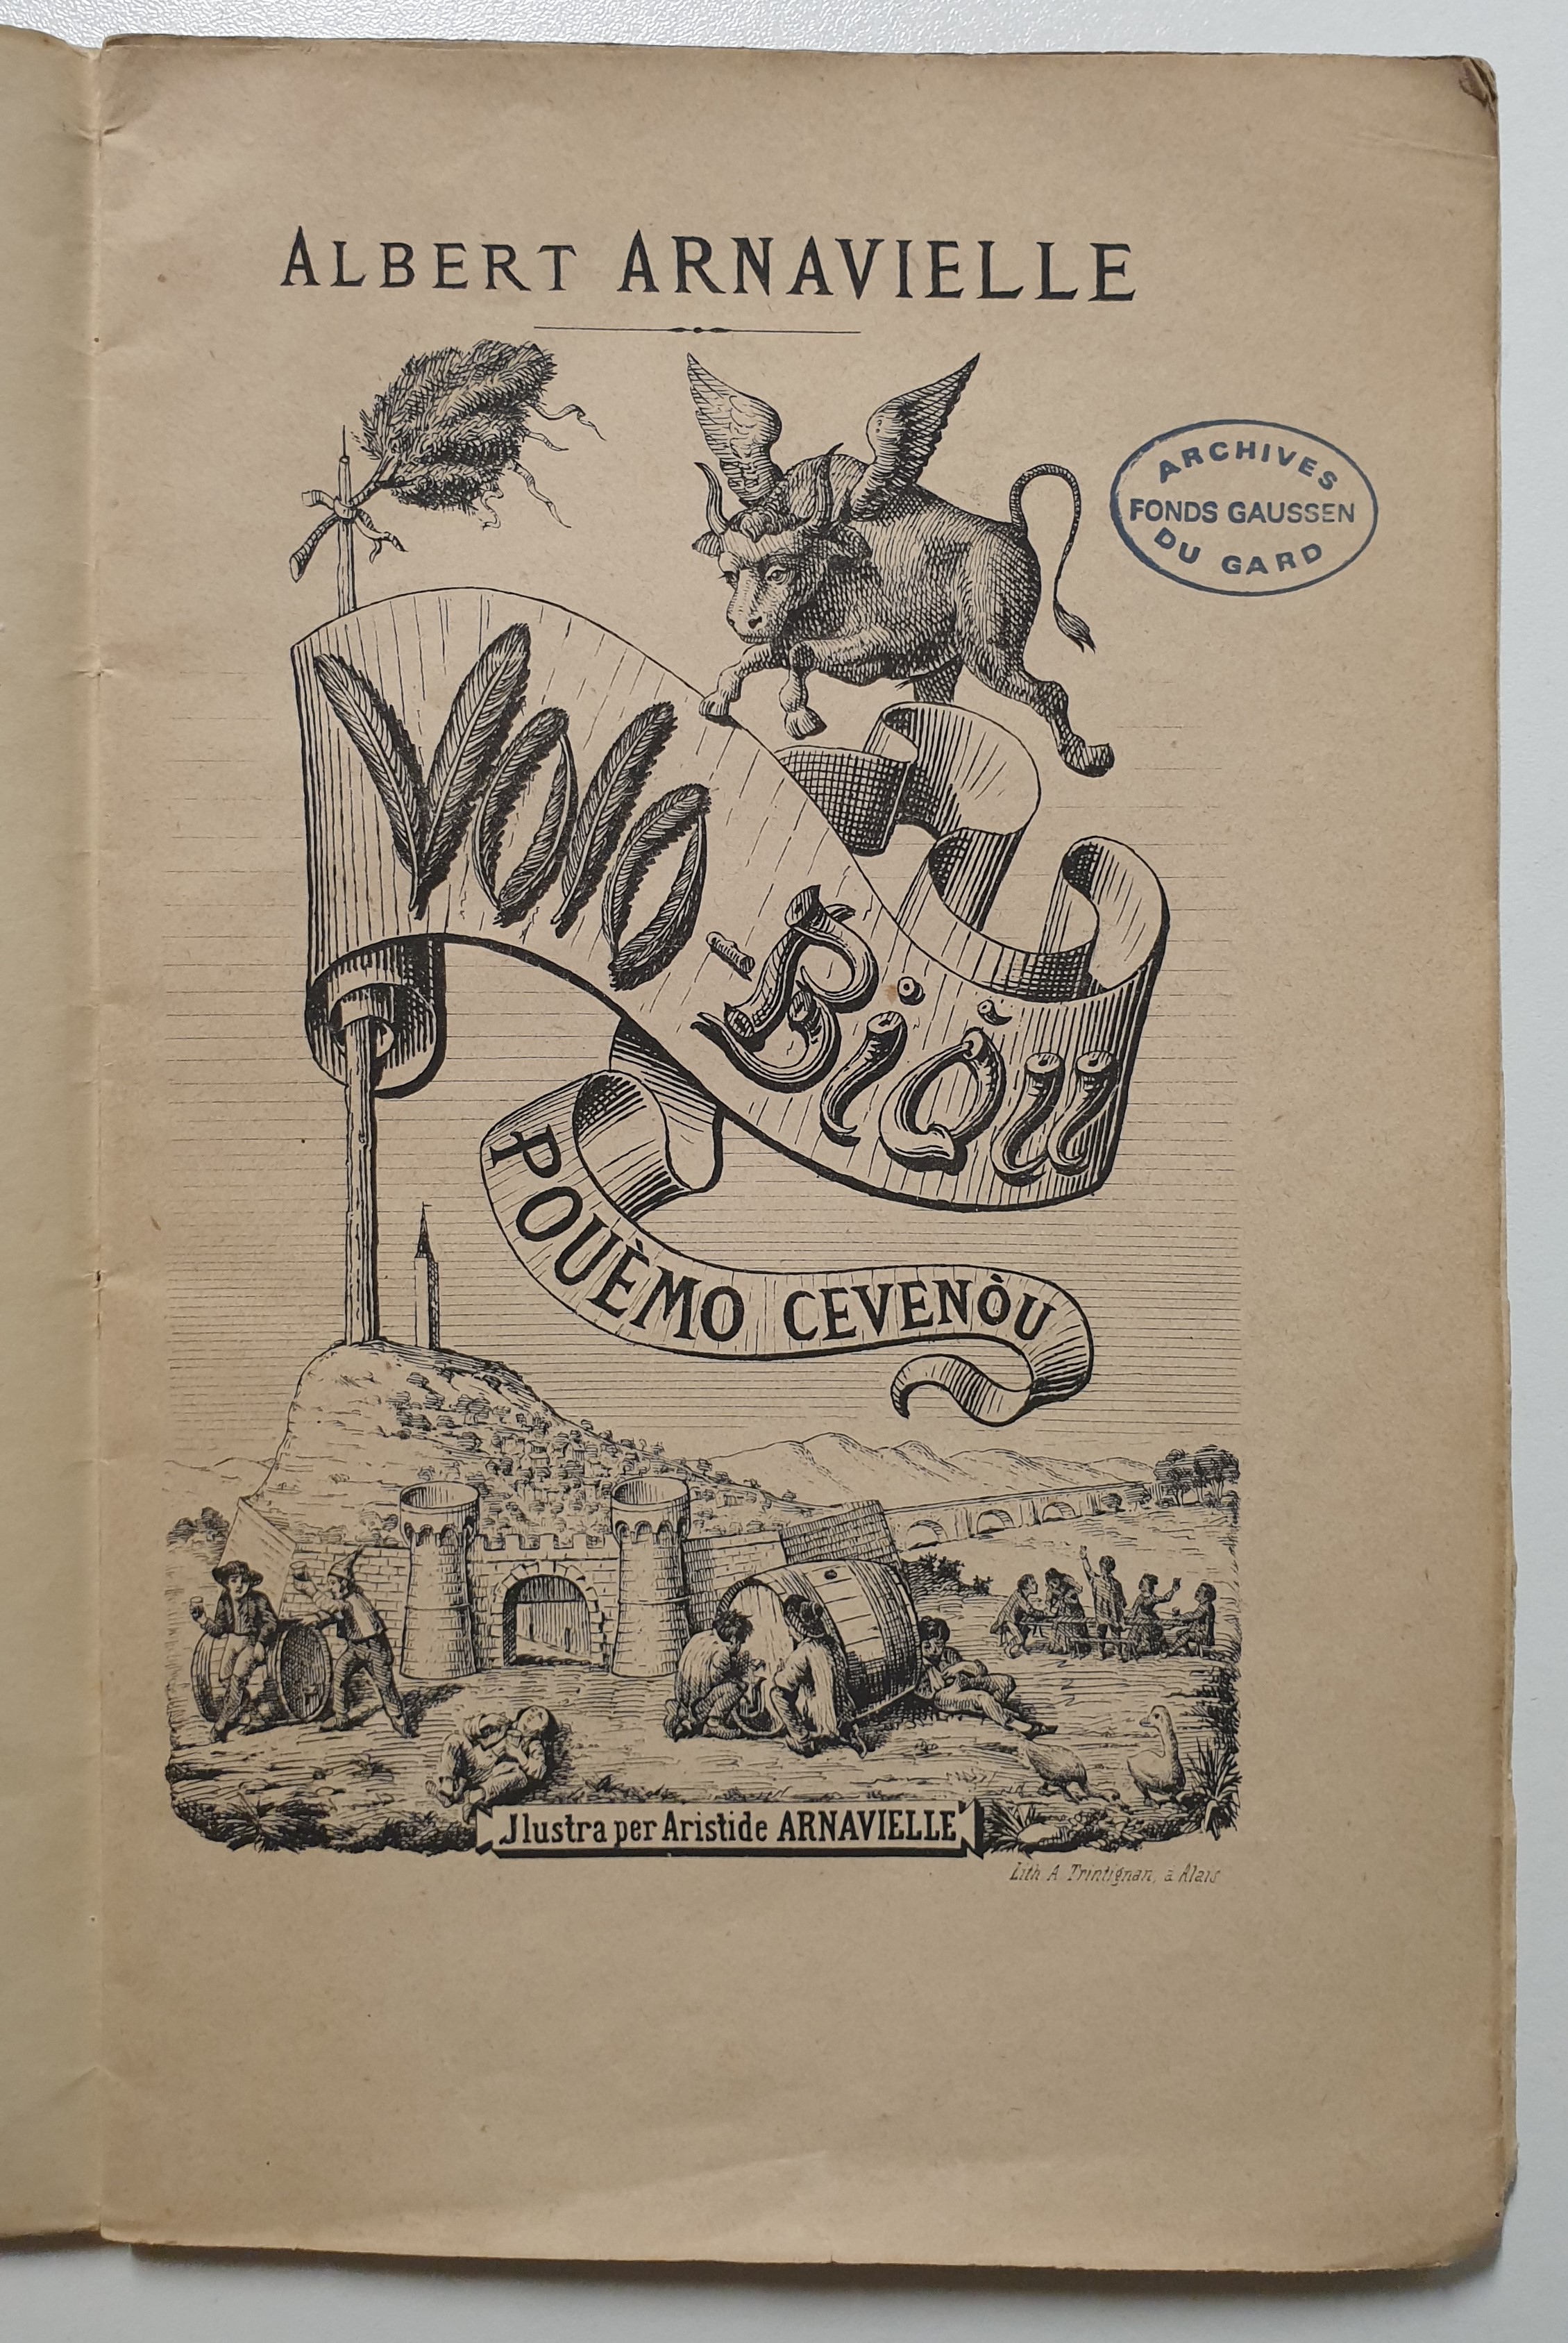 ALBERT ARNAVIELLE
ARCHIVES
FONDS GAUSSEN
DU GARD
VOLO-BIÒU
POUÈMO CEVENÒU
Jlustra per Aristide ARNAVIELLE
Lith. A. Trintignan, à Alais